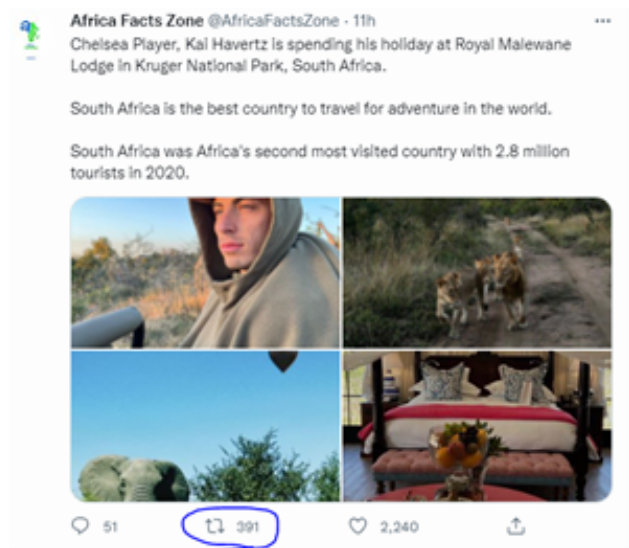 Africa Facts Zone @AfricaFactsZone · 11h
Chelsea Player, Kai Havertz is spending his holiday at Royal Malewane
Lodge in Kruger National Park, South Africa.
South Africa is the best country to travel for adventure in the world.
South Africa was Africa's second most visited country with 2.8 million
tourists in 2020.
51 391 2,240